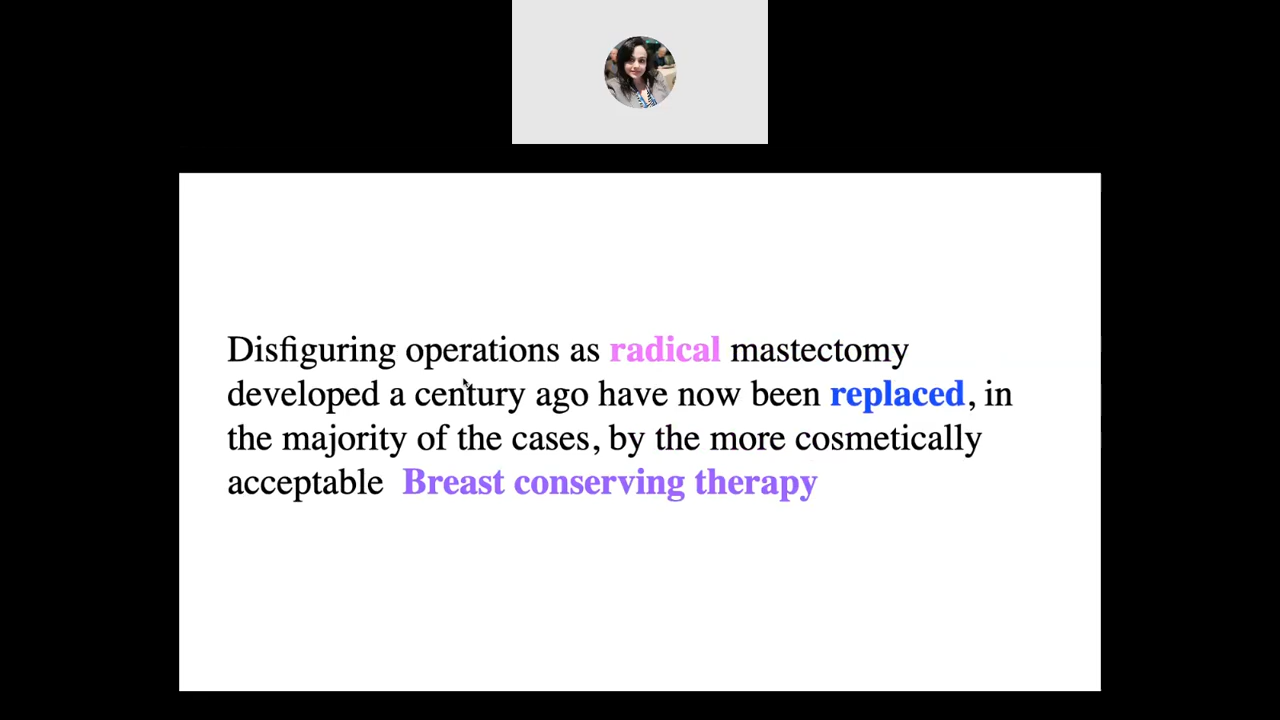 Disfiguring operations as radical mastectomy
developed a century ago have now been replaced, in
the majority of the cases, by the more cosmetically
acceptable Breast conserving therapy